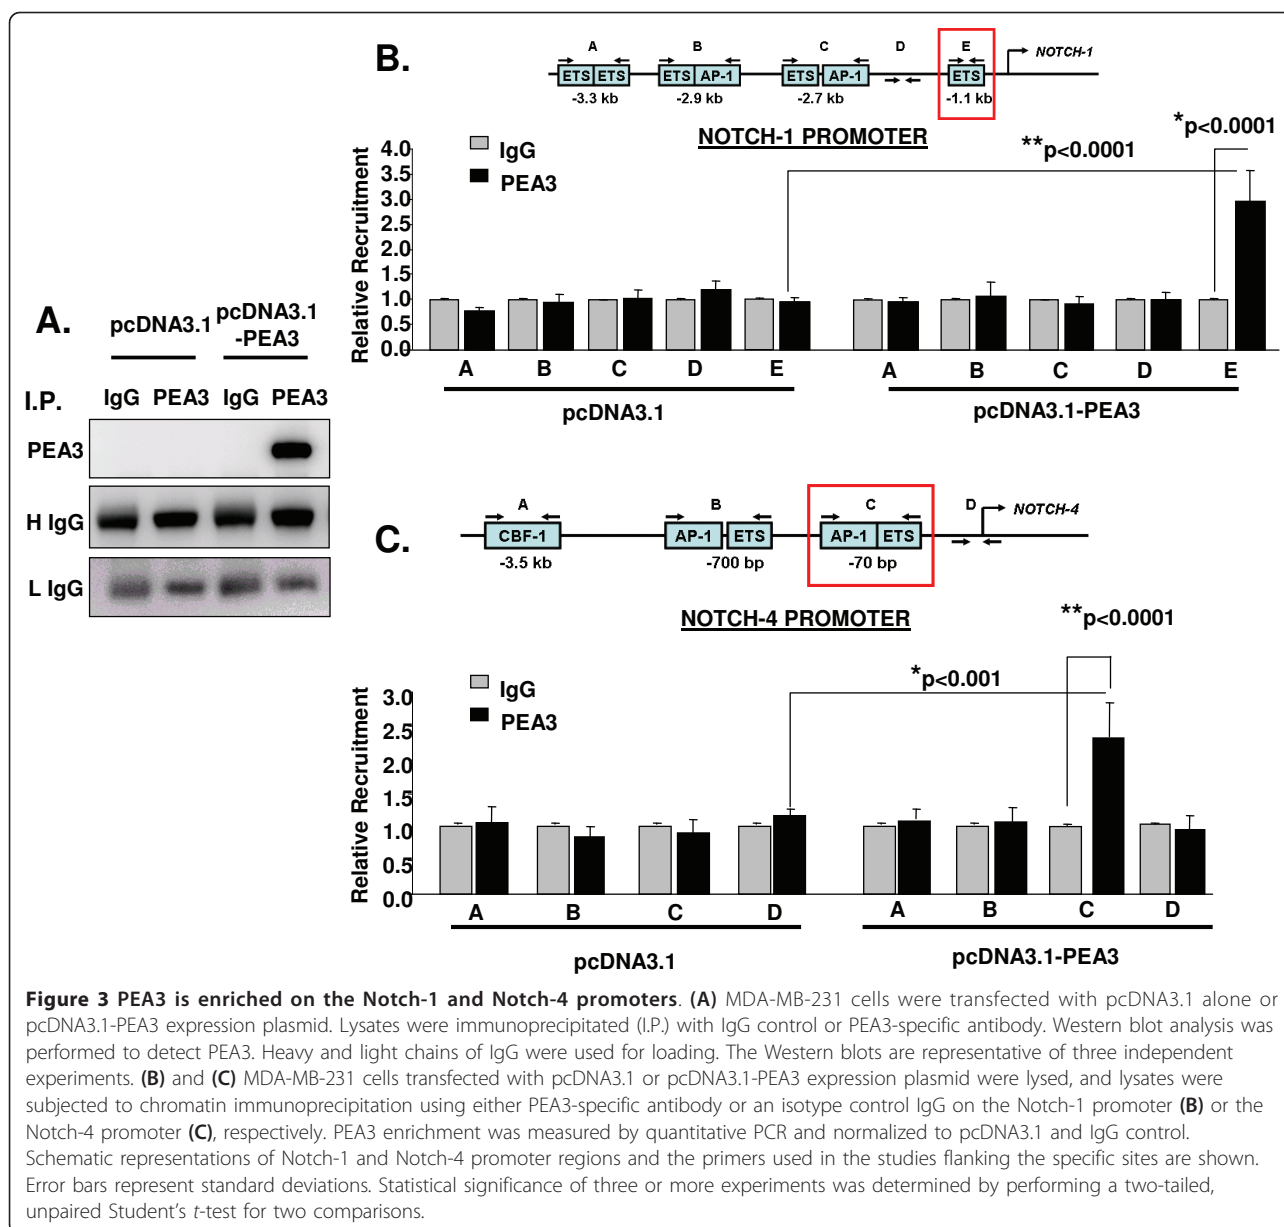 A.
pcDNA3.1 pcDNA3.1
-PEA3
I.P. IgG PEA3 IgG PEA3
PEA3
H IgG
L IgG
B.
A B C D E
ETS ETS ETS AP-1 ETS AP-1 ETS NOTCH-1
-3.3 kb -2.9 kb -2.7 kb -1.1 kb
NOTCH-1 PROMOTER
*p<0.0001
**p<0.0001
IgG
PEA3
Relative Recruitment
4.0
3.5
3.0
2.5
2.0
1.5
1.0
0.5
0.0
A B C D E A B C D E
pcDNA3.1 pcDNA3.1-PEA3
C.
A B C D
CBF-1 AP-1 ETS AP-1 ETS NOTCH-4
-3.5 kb -700 bp -70 bp
NOTCH-4 PROMOTER
**p<0.0001
*p<0.001
IgG
PEA3
Relative Recruitment
3.0
2.5
2.0
1.5
1.0
0.5
0.0
A B C D A B C D
pcDNA3.1 pcDNA3.1-PEA3
Figure 3 PEA3 is enriched on the Notch-1 and Notch-4 promoters. (A) MDA-MB-231 cells were transfected with pcDNA3.1 alone or
pcDNA3.1-PEA3 expression plasmid. Lysates were immunoprecipitated (I.P.) with IgG control or PEA3-specific antibody. Western blot analysis was
performed to detect PEA3. Heavy and light chains of IgG were used for loading. The Western blots are representative of three independent
experiments. (B) and (C) MDA-MB-231 cells transfected with pcDNA3.1 or pcDNA3.1-PEA3 expression plasmid were lysed, and lysates were
subjected to chromatin immunoprecipitation using either PEA3-specific antibody or an isotype control IgG on the Notch-1 promoter (B) or the
Notch-4 promoter (C), respectively. PEA3 enrichment was measured by quantitative PCR and normalized to pcDNA3.1 and IgG control.
Schematic representations of Notch-1 and Notch-4 promoter regions and the primers used in the studies flanking the specific sites are shown.
Error bars represent standard deviations. Statistical significance of three or more experiments was determined by performing a two-tailed,
unpaired Student's t-test for two comparisons.